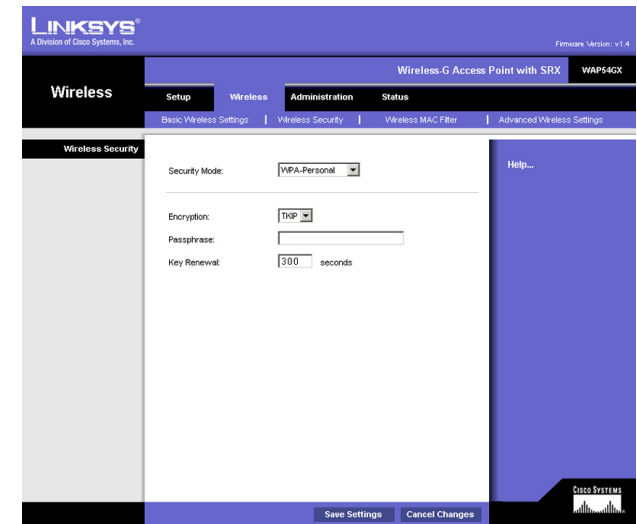 LINKSYS®
A Division of Cisco Systems, Inc.
Firmware Version: v1.4
Wireless-G Access Point with SRX WAP54GX
Wireless
Setup Wireless Administration Status
Basic Wireless Settings | Wireless Security | Wireless MAC Filter | Advanced Wireless Settings
Wireless Security
Help...
Security Mode: WPA-Personal
Encryption: TKIP
Passphrase:
Key Renewal: 300 seconds
CISCO SYSTEMS
Save Settings Cancel Changes